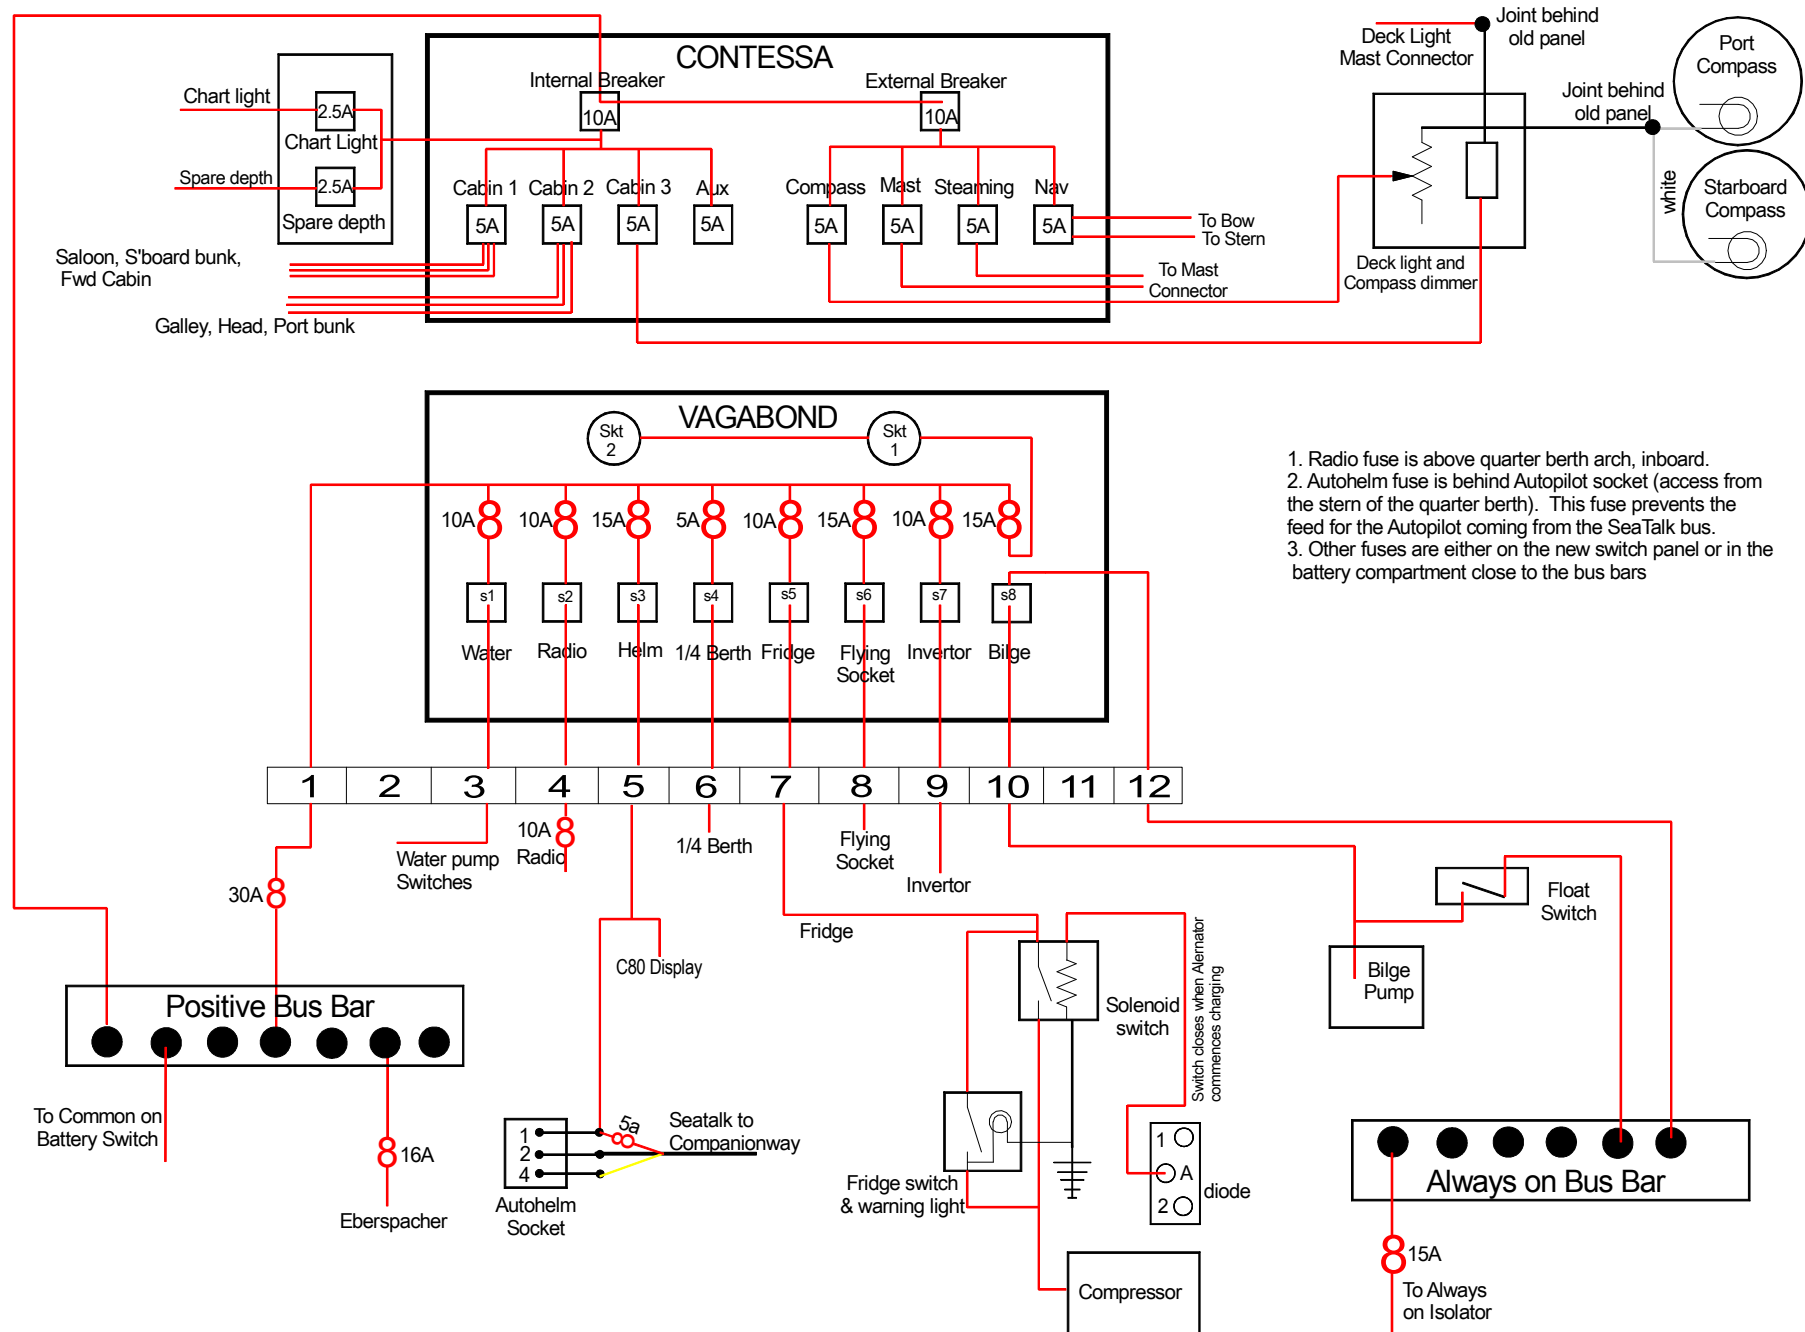 CONTESSA
Internal Breaker
10A
External Breaker
10A
Chart light
2.5A
Chart Light
Spare depth
2.5A
Spare depth
Cabin 1
Cabin 2
Cabin 3
Aux
Compass
Mast
Steaming
Nav
5A
5A
5A
5A
5A
5A
5A
5A
Saloon, S'board bunk,
Fwd Cabin
Galley, Head, Port bunk
To Bow
To Stern
To Mast
Connector
Deck Light
Mast Connector
Joint behind
old panel
Joint behind
old panel
Port
Compass
white
Starboard
Compass
Deck light and
Compass dimmer
VAGABOND
Skt
2
Skt
1
10A
10A
15A
5A
10A
15A
10A
15A
s1
s2
s3
s4
s5
s6
s7
s8
Water
Radio
Helm
1/4 Berth
Fridge
Flying
Socket
Invertor
Bilge
1. Radio fuse is above quarter berth arch, inboard.
2. Autohelm fuse is behind Autopilot socket (access from
the stern of the quarter berth). This fuse prevents the
feed for the Autopilot coming from the SeaTalk bus.
3. Other fuses are either on the new switch panel or in the
battery compartment close to the bus bars
1
2
3
4
5
6
7
8
9
10
11
12
30A
Water pump
Switches
10A
Radio
1/4 Berth
Flying
Socket
Invertor
C80 Display
Fridge
Float
Switch
Bilge
Pump
Solenoid
switch
Switch closes when Alernator
commences charging
Positive Bus Bar
To Common on
Battery Switch
16A
Eberspacher
1
2
4
5a
Seatalk to
Companionway
Autohelm
Socket
Fridge switch
& warning light
1
A
2
diode
Compressor
Always on Bus Bar
15A
To Always
on Isolator